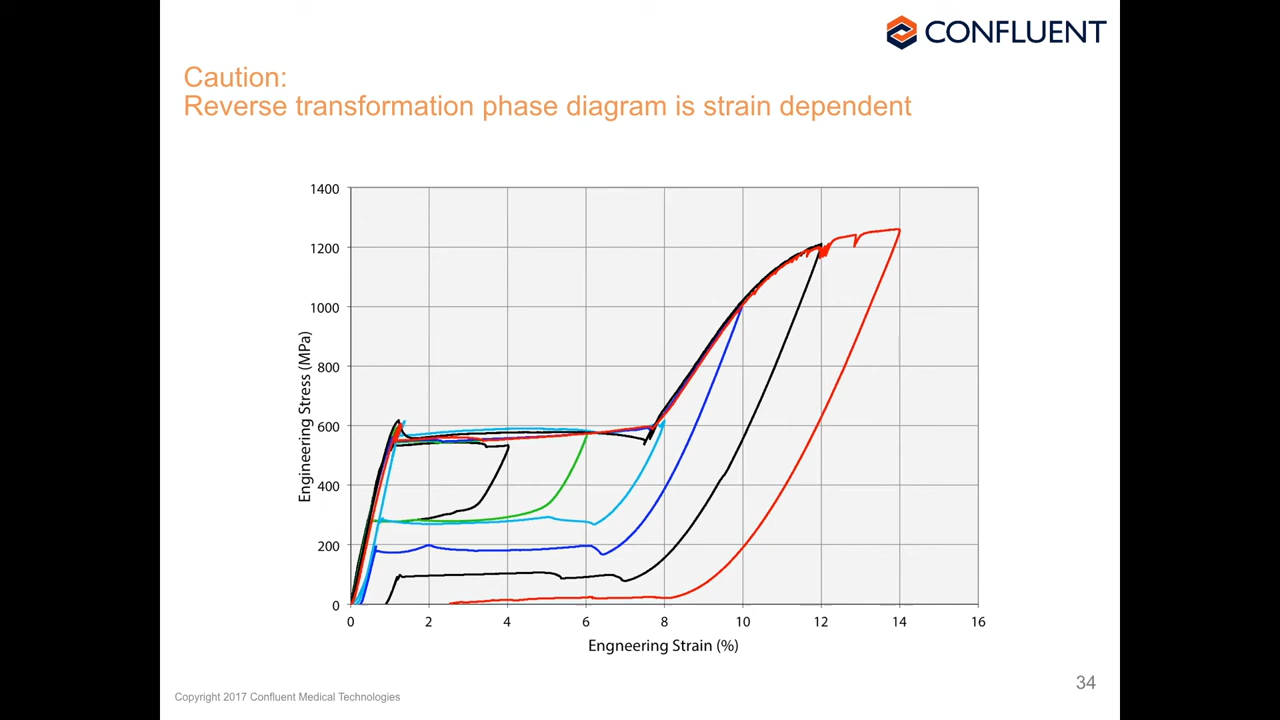 CONFLUENT
Caution:
Reverse transformation phase diagram is strain dependent
1400
1200
1000
800
600
400
200
0
Engineering Stress (MPa)
0 2 4 6 8 10 12 14 16
Engneering Strain (%)
34
Copyright 2017 Confluent Medical Technologies